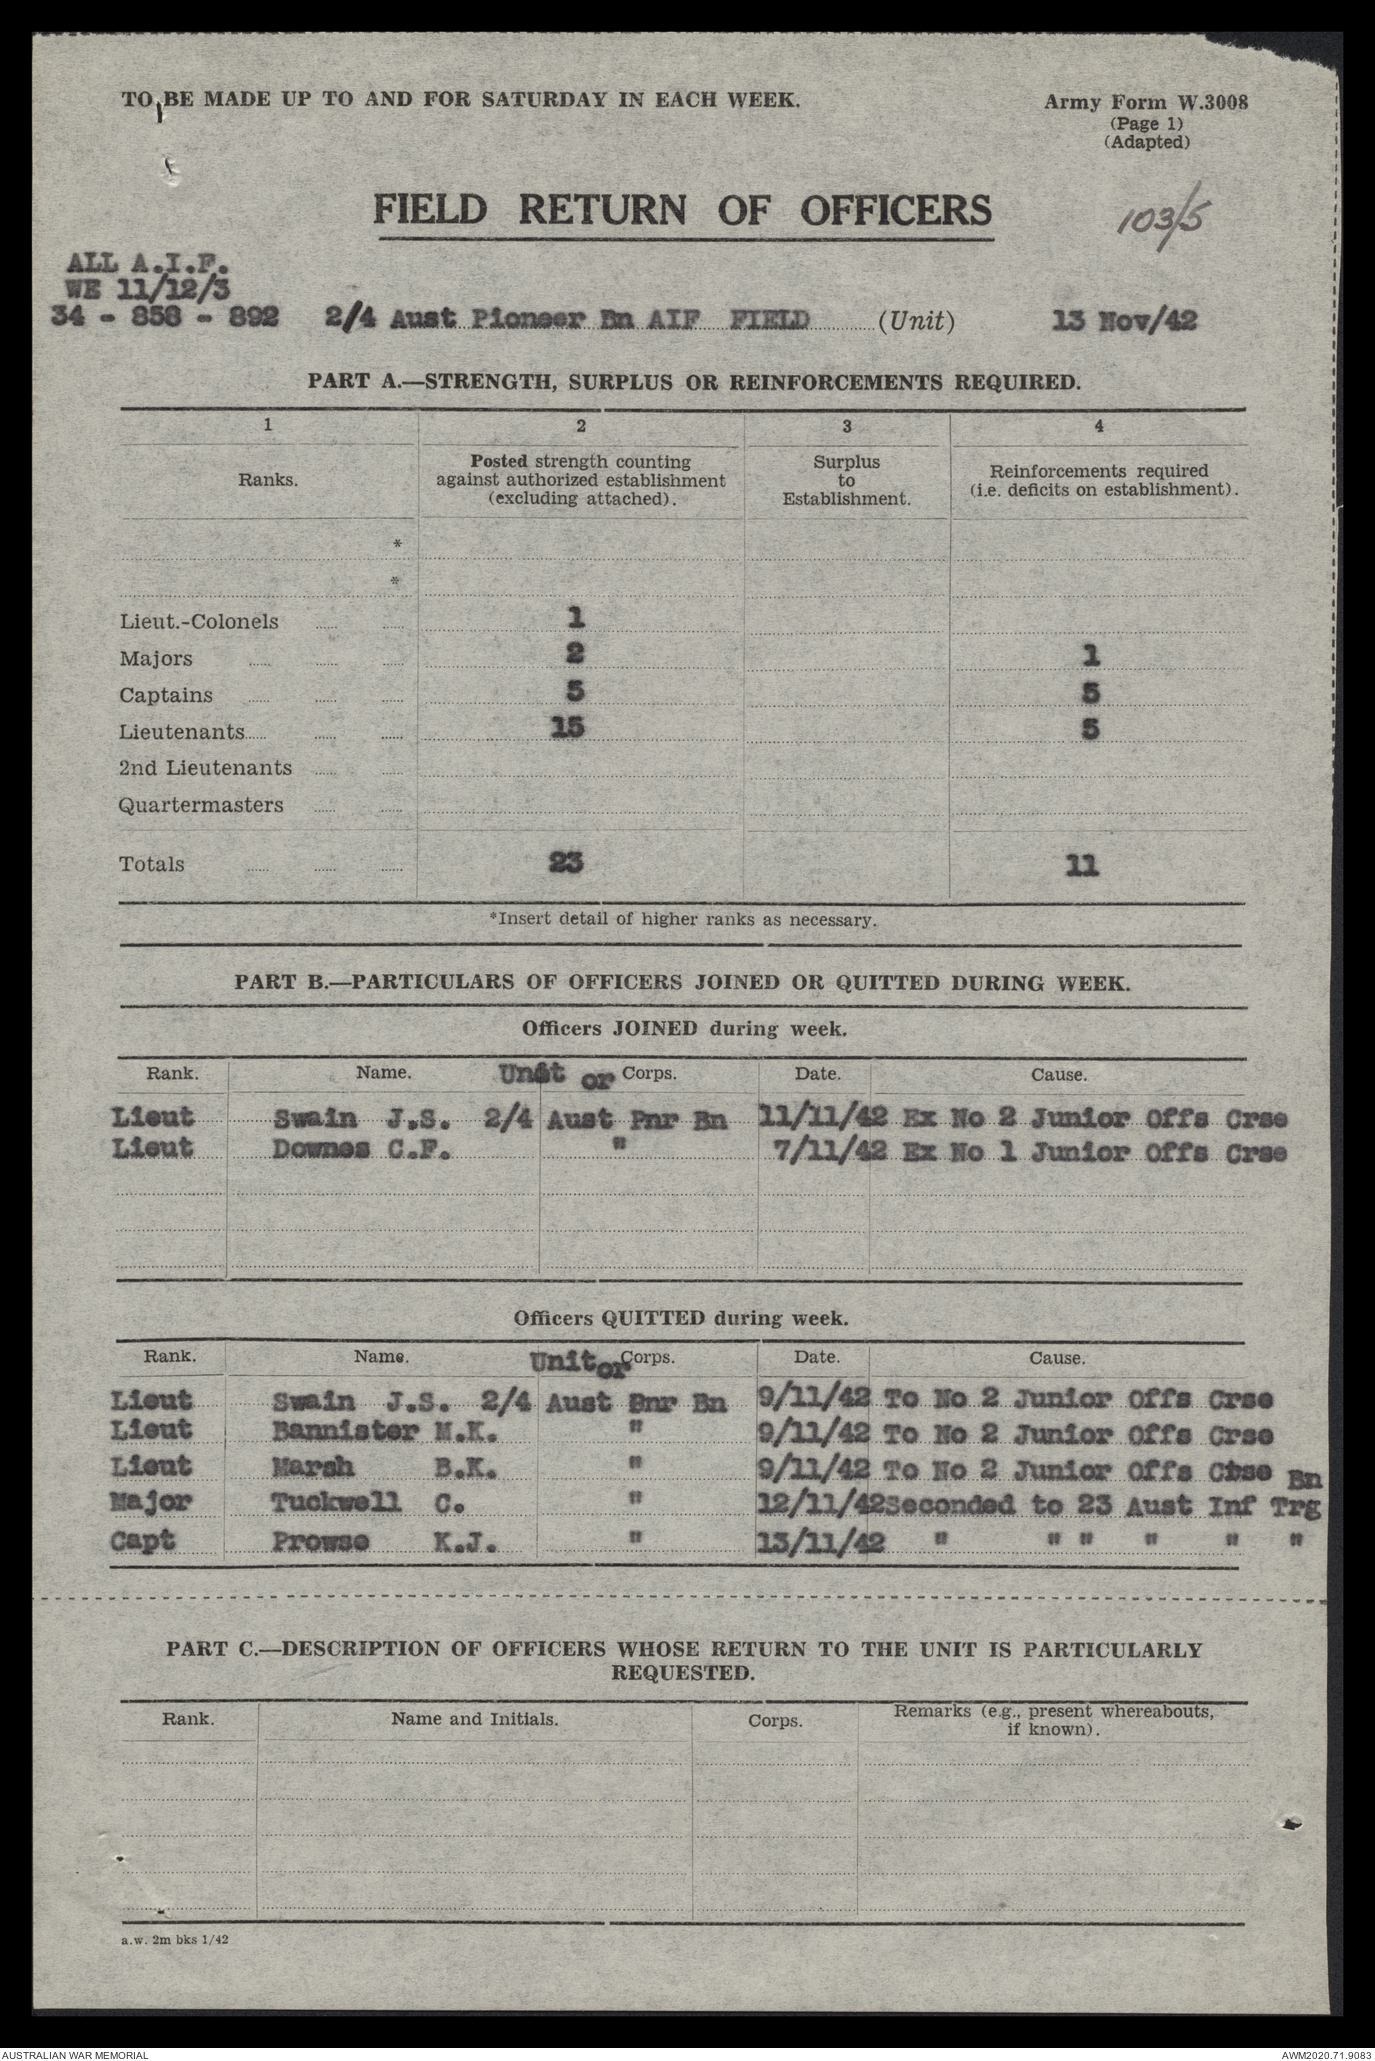 TO BE MADE UP TO AND FOR SATURDAY IN EACH WEEK.
Army Form W.3008
(Page 1)
(Adapted)
FIELD RETURN OF OFFICERS
103/5
ALL A.I.F.
WE 11/12/3
34 - 858 - 892 2/4 Aust Pioneer Bn AIF FIELD (Unit) 13 Nov/42
PART A.—STRENGTH, SURPLUS OR REINFORCEMENTS REQUIRED.
1 2 3 4
Ranks. Posted strength counting against authorized establishment (excluding attached). Surplus to Establishment. Reinforcements required (i.e. deficits on establishment).
*
*
Lieut.-Colonels 1
Majors 2 1
Captains 5 5
Lieutenants 15 5
2nd Lieutenants
Quartermasters
Totals 23 11
*Insert detail of higher ranks as necessary.
PART B.—PARTICULARS OF OFFICERS JOINED OR QUITTED DURING WEEK.
Officers JOINED during week.
Rank. Name. Unit or Corps. Date. Cause.
Lieut Swain J.S. 2/4 Aust Pnr Bn 11/11/42 Ex No 2 Junior Offs Crse
Lieut Downes C.F. " 7/11/42 Ex No 1 Junior Offs Crse
Officers QUITTED during week.
Rank. Name. Unit or Corps. Date. Cause.
Lieut Swain J.S. 2/4 Aust Pnr Bn 9/11/42 To No 2 Junior Offs Crse
Lieut Bannister M.K. " 9/11/42 To No 2 Junior Offs Crse
Lieut Marsh B.K. " 9/11/42 To No 2 Junior Offs Crse
Major Tuckwell C. " 12/11/42 Seconded to 23 Aust Inf Trg Bn
Capt Prowse K.J. " 13/11/42 " " " " " "
PART C.—DESCRIPTION OF OFFICERS WHOSE RETURN TO THE UNIT IS PARTICULARLY
REQUESTED.
Rank. Name and Initials. Corps. Remarks (e.g., present whereabouts, if known).
a.w. 2m bks 1/42
AUSTRALIAN WAR MEMORIAL
AWM2020.71.9083